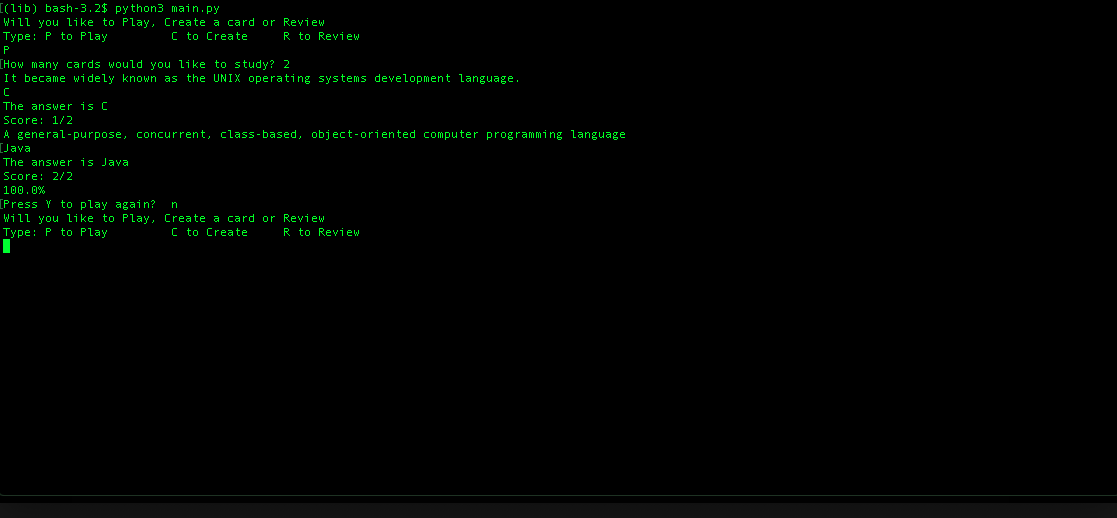 [(lib) bash-3.2$ python3 main.py
Will you like to Play, Create a card or Review
Type: P to Play         C to Create     R to Review
P
[How many cards would you like to study? 2
It became widely known as the UNIX operating systems development language.
C
The answer is C
Score: 1/2
A general-purpose, concurrent, class-based, object-oriented computer programming language
[Java
The answer is Java
Score: 2/2
100.0%
[Press Y to play again?  n
Will you like to Play, Create a card or Review
Type: P to Play         C to Create     R to Review